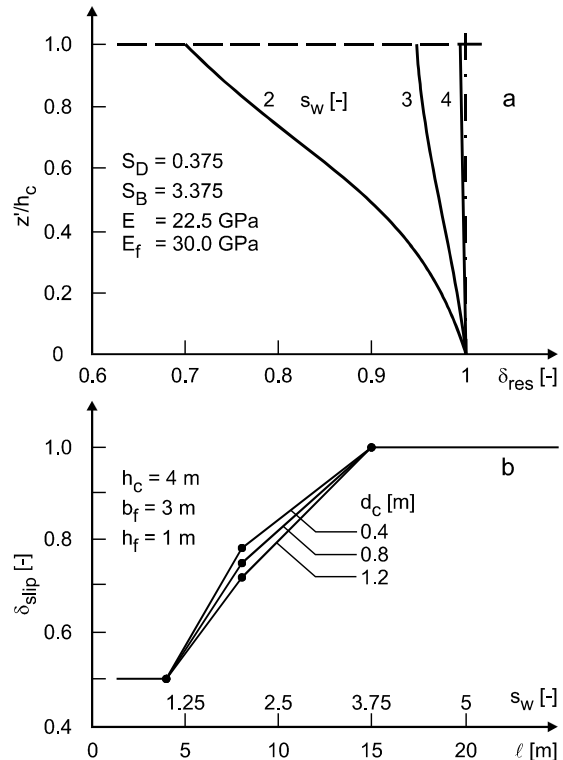 1.0
0.8
0.6
0.4
0.2
0
z'/h_c
2 s_w [-] 3 4 a
S_D = 0.375
S_B = 3.375
E = 22.5 GPa
E_f = 30.0 GPa
0.6 0.7 0.8 0.9 1 δ_res [-]
1.0
0.8
0.6
0.4
δ_slip [-]
b
h_c = 4 m
b_f = 3 m
h_f = 1 m
d_c [m]
0.4
0.8
1.2
1.25 2.5 3.75 5 s_w [-]
0 5 10 15 20 ℓ [m]